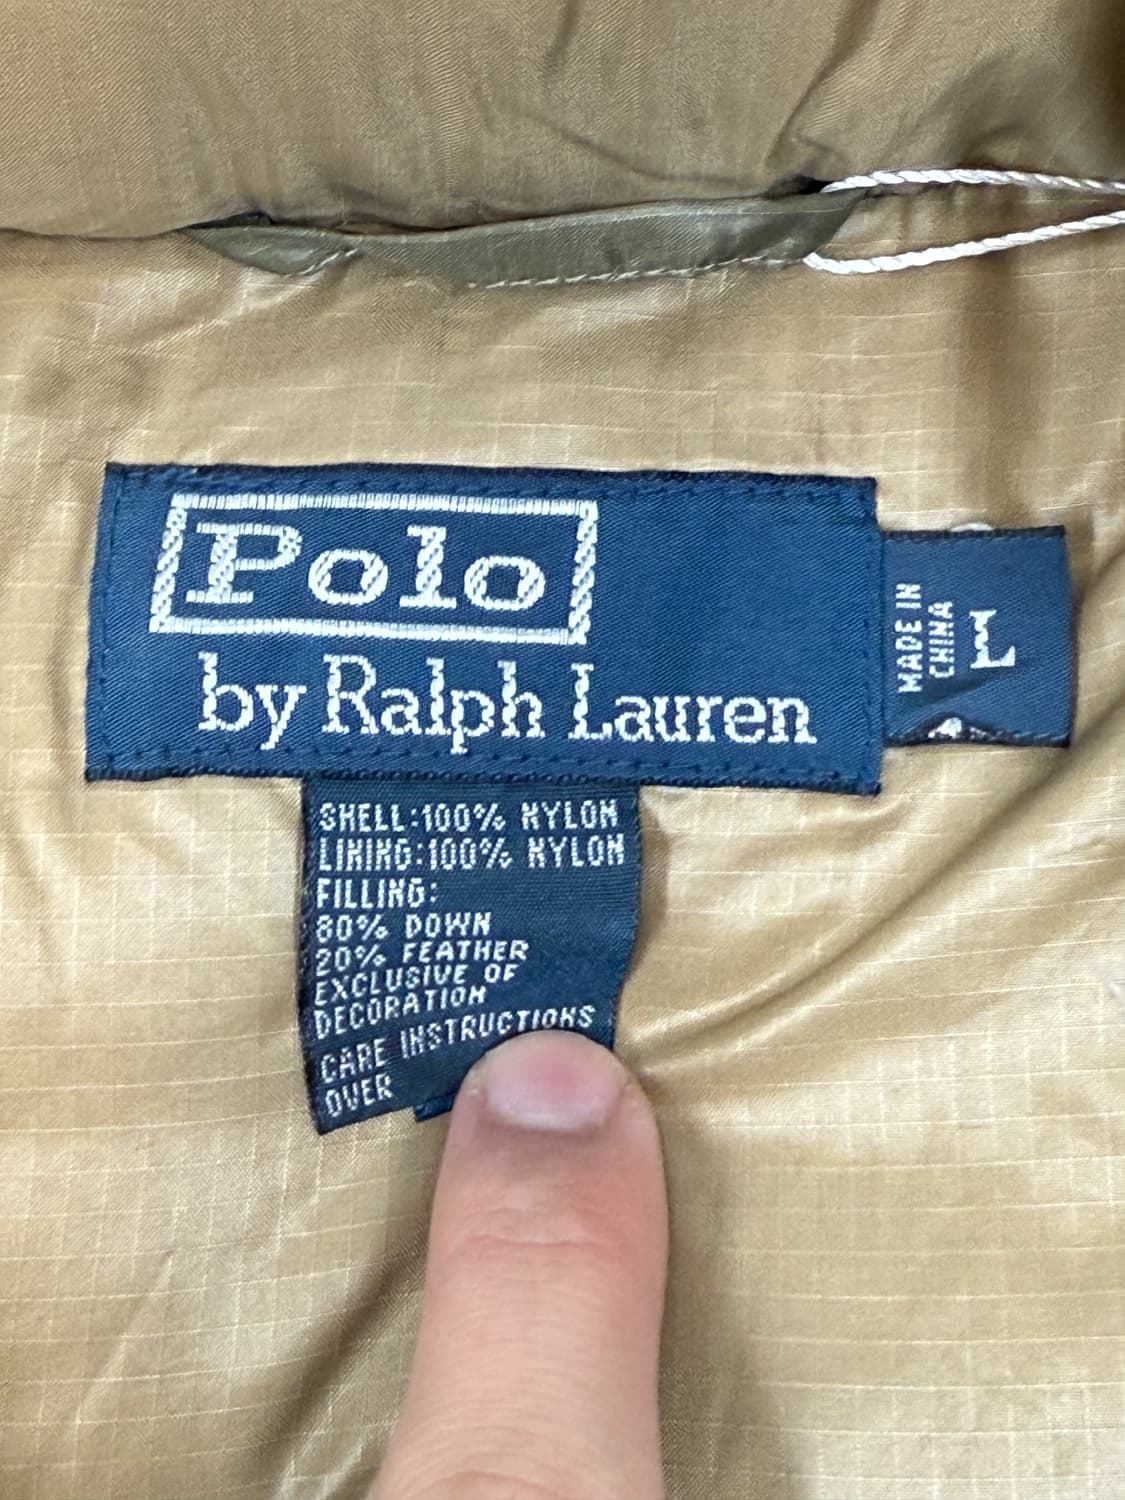 Polo
by Ralph Lauren
MADE IN
CHINA
L
SHELL:100% NYLON
LINING:100% NYLON
FILLING:
80% DOWN
20% FEATHER
EXCLUSIVE OF
DECORATION
CARE INSTRUCTIONS
OVER